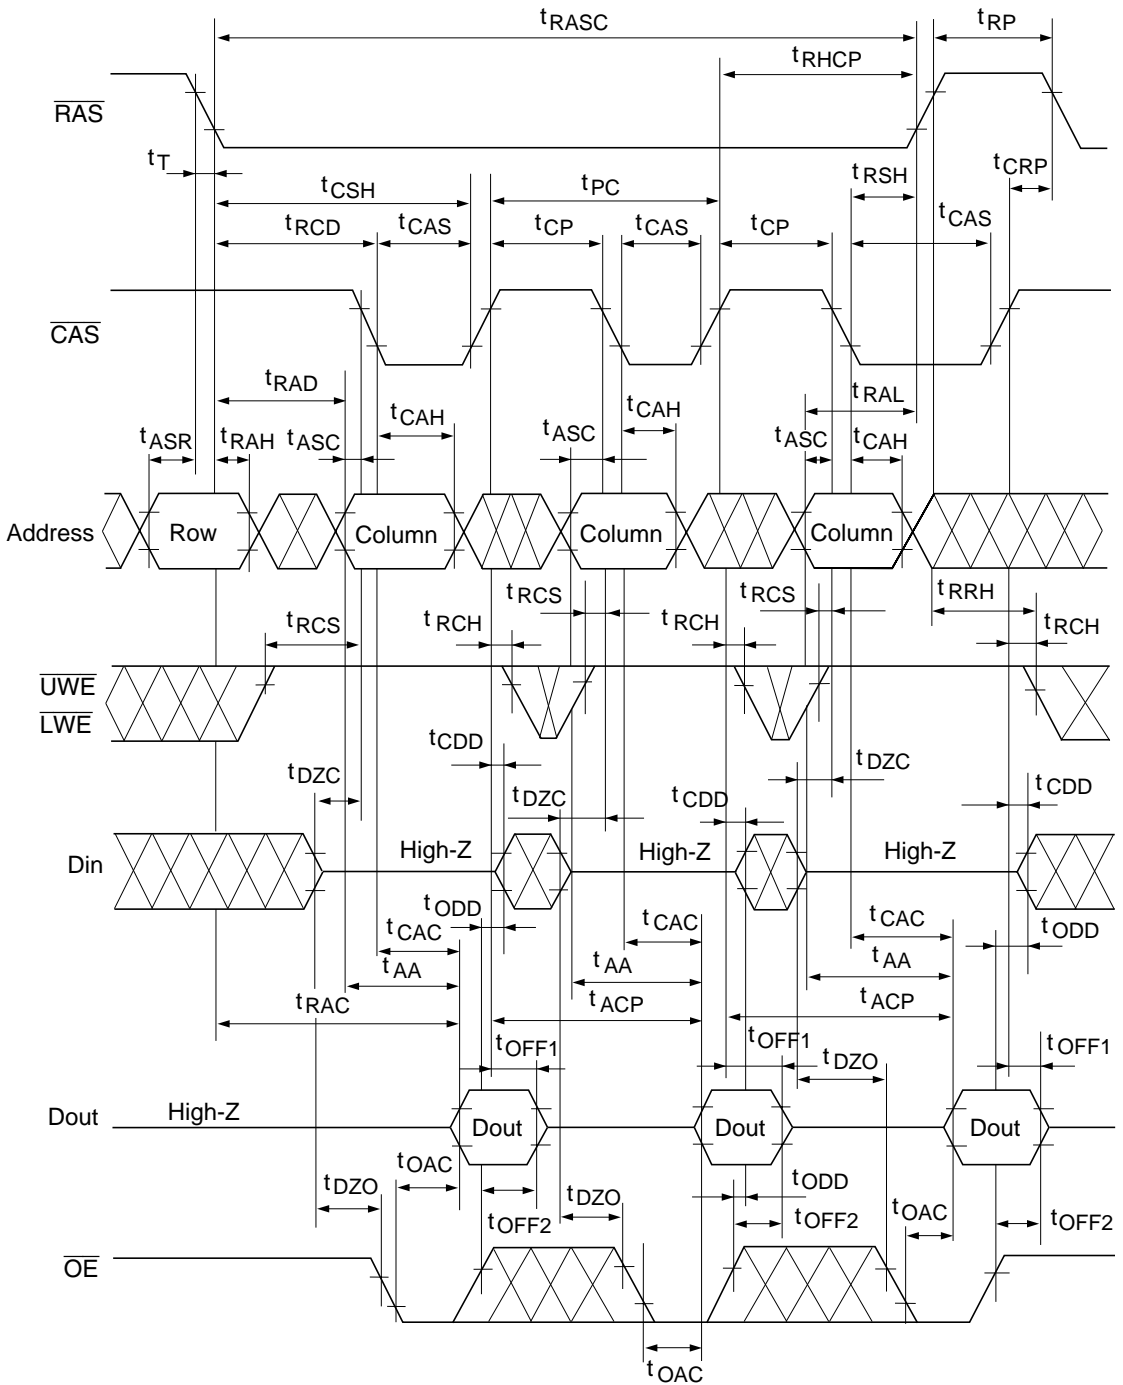 tRASC
tRP
tRHCP
RAS
tT
tCSH
tPC
tRSH
tCRP
tRCD
tCAS
tCP
tCAS
tCP
tCAS
CAS
tRAD
tRAL
tASR
tRAH
tASC
tCAH
tASC
tCAH
tASC
tCAH
Address
Row
Column
Column
Column
tRCS
tRCH
tRCS
tRCH
tRCS
tRRH
tRCH
UWE
LWE
tCDD
tDZC
tDZC
tDZC
tCDD
tCDD
Din
High-Z
High-Z
High-Z
tODD
tCAC
tCAC
tCAC
tODD
tAA
tAA
tAA
tRAC
tACP
tACP
tOFF1
tOFF1
tDZO
tOFF1
Dout
High-Z
Dout
Dout
Dout
tDZO
tOAC
tOFF2
tDZO
tODD
tOFF2
tOAC
tOFF2
OE
tOAC